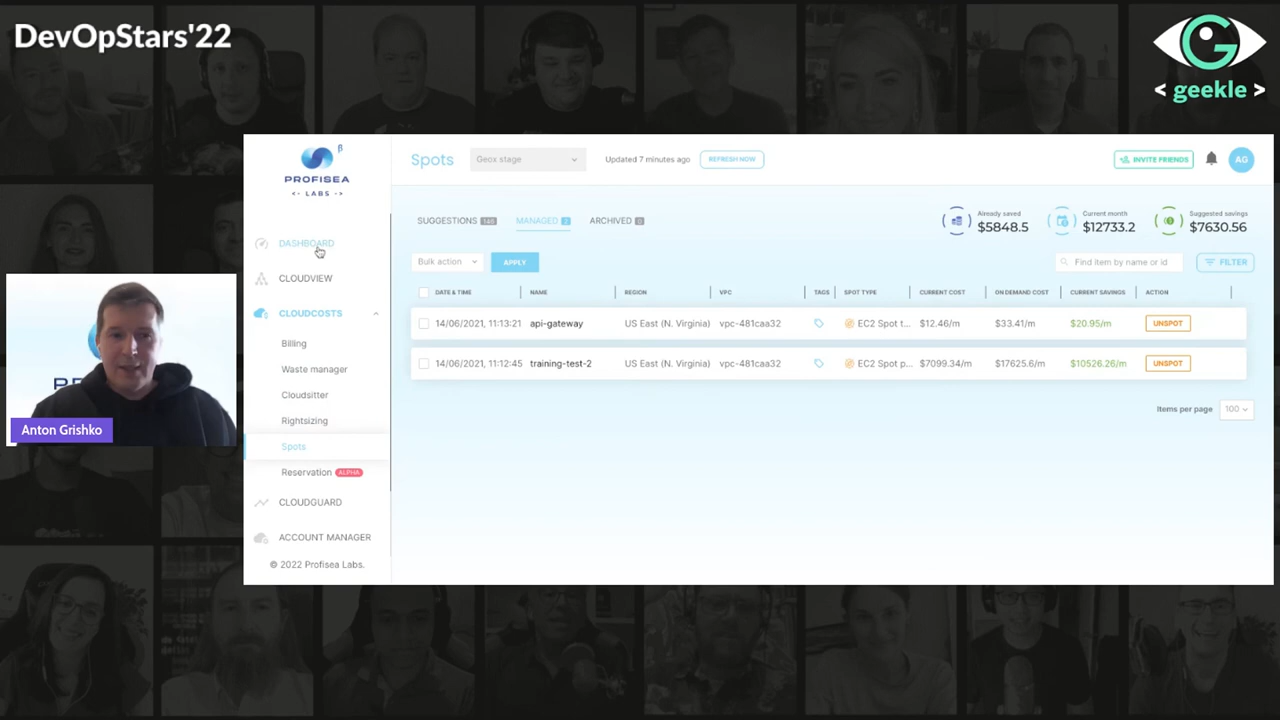 DevOpStars'22
G
< geekle >
β
PROFISEA
<- LABS ->
Spots
Geox stage
Updated 7 minutes ago
REFRESH NOW
INVITE FRIENDS
AG
DASHBOARD
CLOUDVIEW
CLOUDCOSTS
Billing
Waste manager
Cloudsitter
Rightsizing
Spots
Reservation ALPHA
CLOUDGUARD
ACCOUNT MANAGER
© 2022 Profisea Labs.
SUGGESTIONS
MANAGED 2
ARCHIVED 0
Already saved
$5848.5
Current month
$12733.2
Suggested savings
$7630.56
Bulk action
APPLY
Find item by name or id
FILTER
DATE & TIME NAME REGION VPC TAGS SPOT TYPE CURRENT COST ON DEMAND COST CURRENT SAVINGS ACTION
14/06/2021, 11:13:21 api-gateway US East (N. Virginia) vpc-481caa32 EC2 Spot t... $12.46/m $33.41/m $20.95/m UNSPOT
14/06/2021, 11:12:45 training-test-2 US East (N. Virginia) vpc-481caa32 EC2 Spot p... $7099.34/m $17625.6/m $10526.26/m UNSPOT
Items per page 100
Anton Grishko